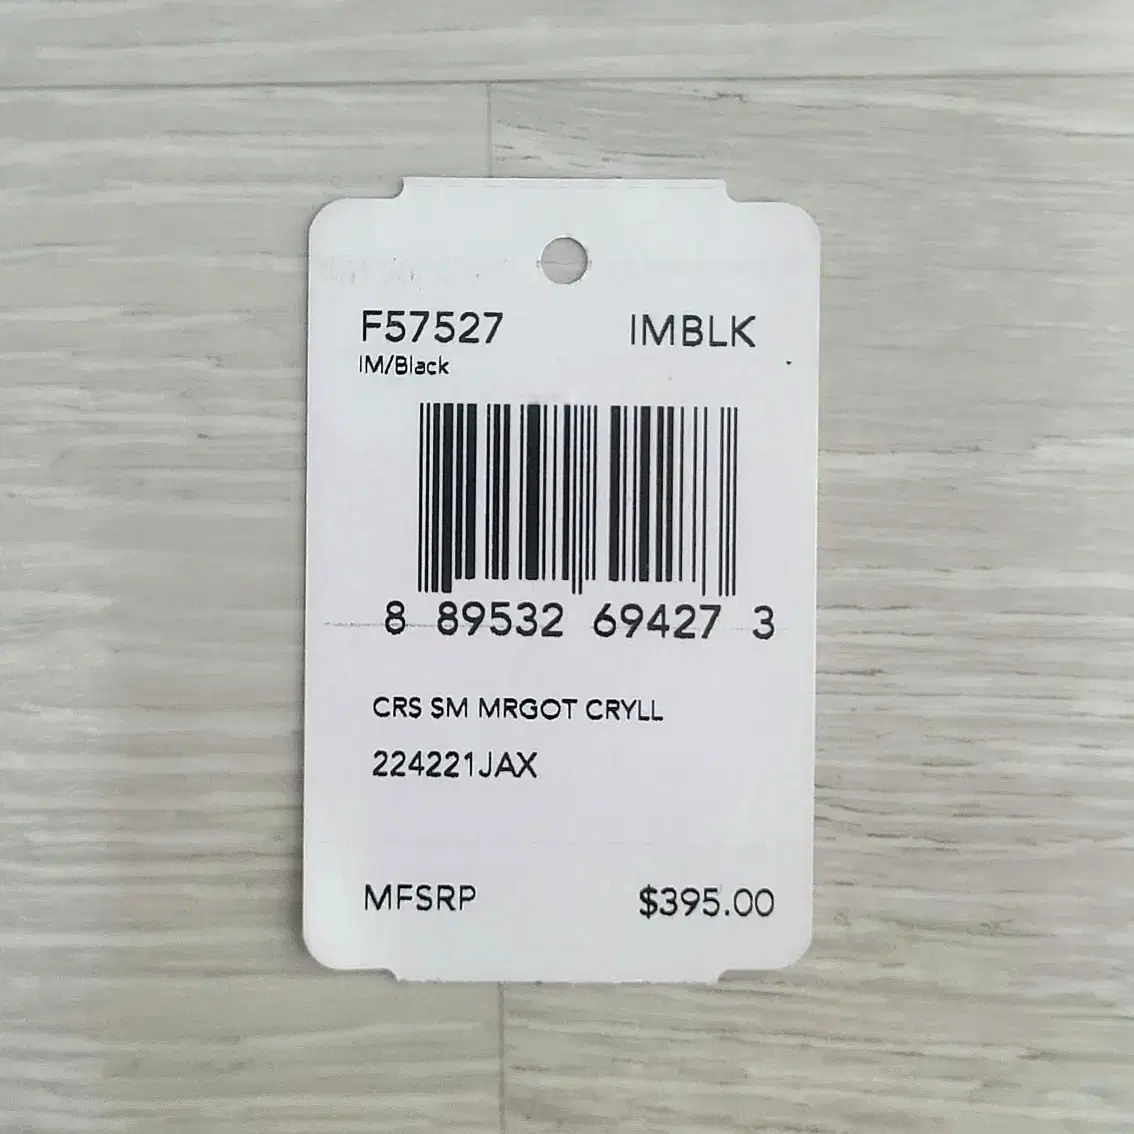 F57527 IMBLK
IM/Black
8 89532 69427 3
CRS SM MRGOT CRYLL
224221JAX
MFSRP $395.00